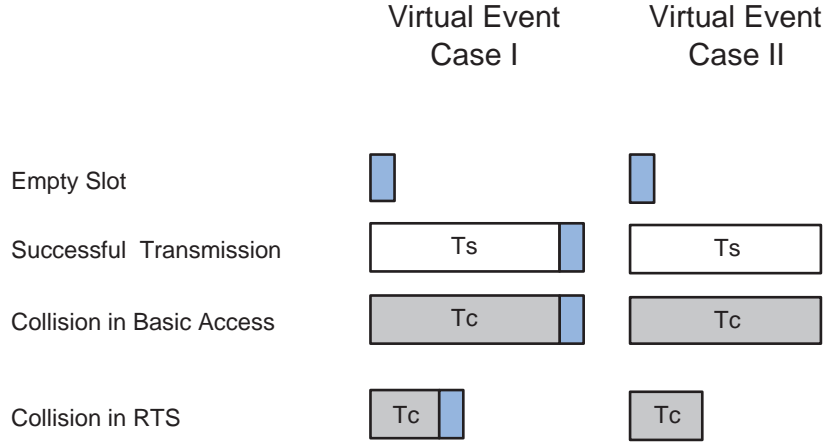 Virtual Event Virtual Event
Case I Case II
Empty Slot
Successful Transmission Ts Ts
Collision in Basic Access Tc Tc
Collision in RTS Tc Tc